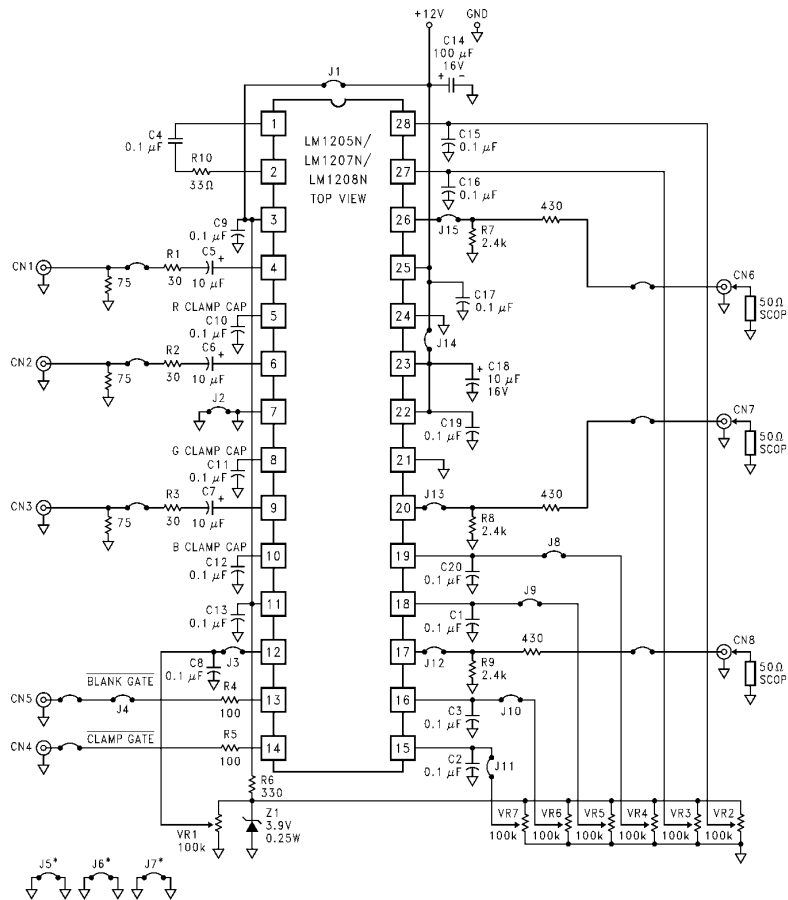 +12V GND
C14
100 µF
16V
+ −
J1
1 28
C4
0.1 µF
LM1205N/
LM1207N/
LM1208N
TOP VIEW
C15
0.1 µF
R10
33Ω
2 27
C16
0.1 µF
C9
0.1 µF
3 26
J15
430
R7
2.4k
CN1
75
R1
30
C5
+
10 µF
4 25
CN6
50Ω
SCOP
C17
0.1 µF
R CLAMP CAP
C10
0.1 µF
5 24
J14
CN2
75
R2
30
C6
+
10 µF
6 23
+
C18
10 µF
16V
J2
7 22
C19
0.1 µF
CN7
50Ω
SCOP
G CLAMP CAP
C11
0.1 µF
8 21
CN3
75
R3
30
C7
+
10 µF
9 20
J13
430
R8
2.4k
B CLAMP CAP
C12
0.1 µF
10 19
C20
0.1 µF
J8
C13
0.1 µF
11 18
C1
0.1 µF
J9
C8
0.1 µF
J3
12 17
J12
430
R9
2.4k
CN8
50Ω
SCOP
CN5
BLANK GATE
J4
R4
100
13 16
C3
0.1 µF
J10
CN4
CLAMP GATE
R5
100
14 15
C2
0.1 µF
J11
R6
330
VR1
100k
Z1
3.9V
0.25W
VR7 VR6 VR5 VR4 VR3 VR2
100k 100k 100k 100k 100k 100k
J5* J6* J7*